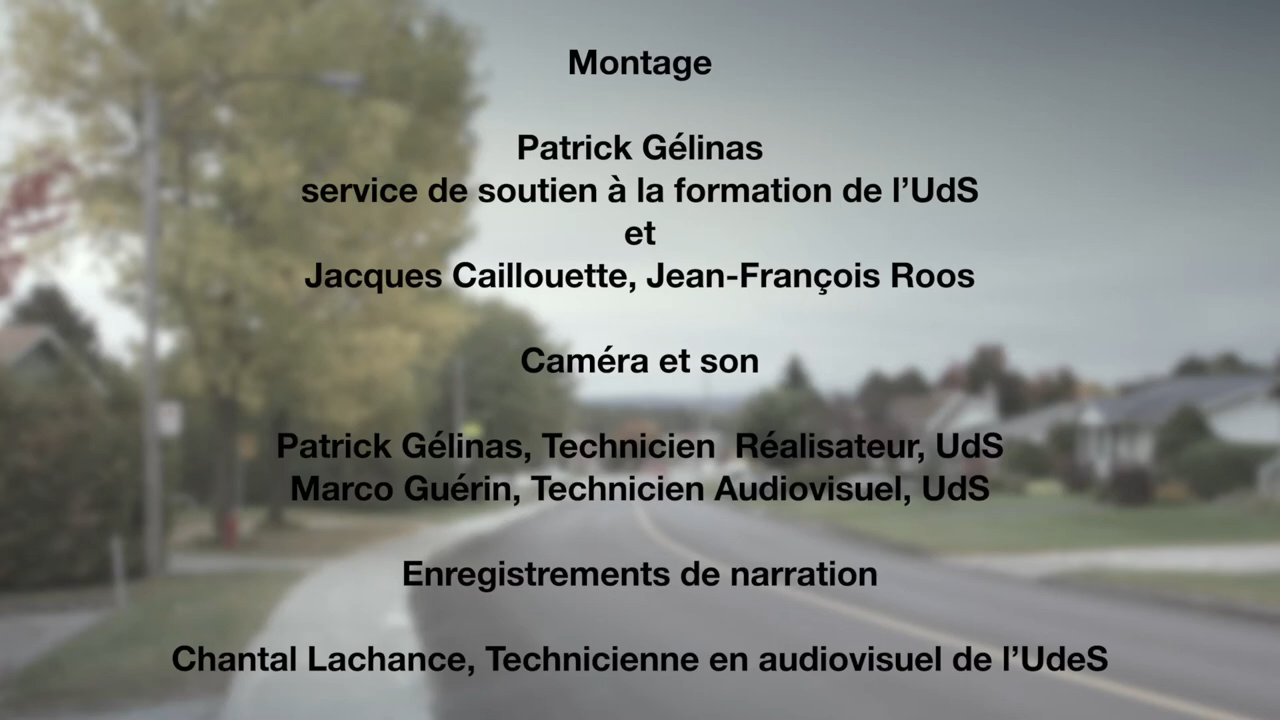 Montage
Patrick Gélinas
service de soutien à la formation de l’UdS
et
Jacques Caillouette, Jean-François Roos
Caméra et son
Patrick Gélinas, Technicien  Réalisateur, UdS
Marco Guérin, Technicien Audiovisuel, UdS
Enregistrements de narration
Chantal Lachance, Technicienne en audiovisuel de l’UdeS